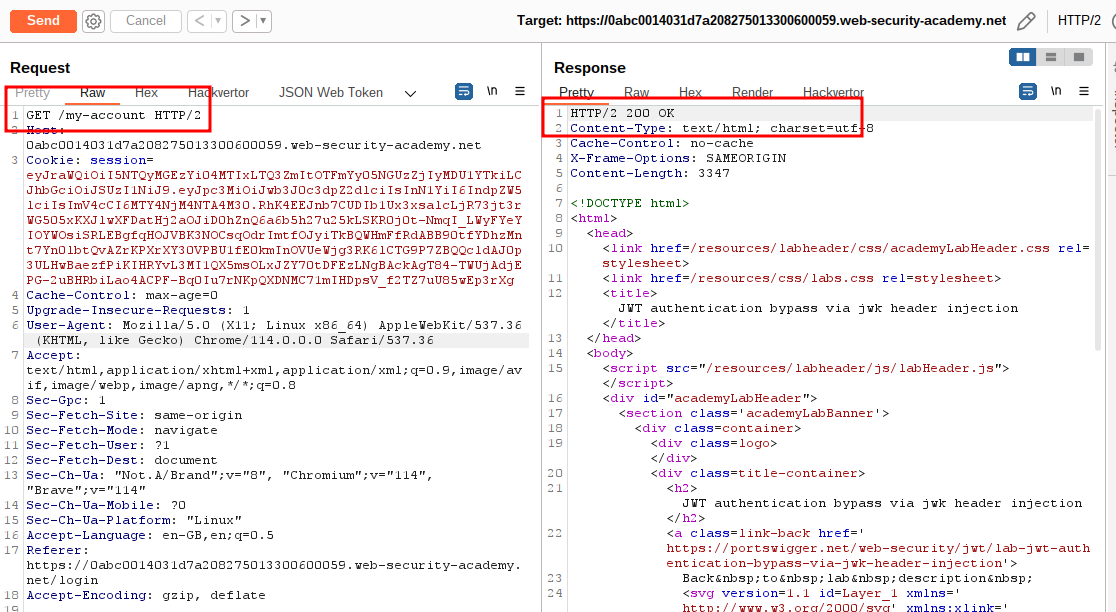 Send
Cancel
Target: https://0abc0014031d7a208275013300600059.web-security-academy.net
HTTP/2
Request
Pretty Raw Hex Hackvertor JSON Web Token
\n
1 GET /my-account HTTP/2
2 Host:
0abc0014031d7a208275013300600059.web-security-academy.net
3 Cookie: session=
4 Cache-Control: max-age=0
5 Upgrade-Insecure-Requests: 1
6 User-Agent: Mozilla/5.0 (X11; Linux x86_64) AppleWebKit/537.36
(KHTML, like Gecko) Chrome/114.0.0.0 Safari/537.36
7 Accept:
text/html,application/xhtml+xml,application/xml;q=0.9,image/av
if,image/webp,image/apng,*/*;q=0.8
8 Sec-Gpc: 1
9 Sec-Fetch-Site: same-origin
10 Sec-Fetch-Mode: navigate
11 Sec-Fetch-User: ?1
12 Sec-Fetch-Dest: document
13 Sec-Ch-Ua: "Not.A/Brand";v="8", "Chromium";v="114",
"Brave";v="114"
14 Sec-Ch-Ua-Mobile: ?0
15 Sec-Ch-Ua-Platform: "Linux"
16 Accept-Language: en-GB,en;q=0.5
17 Referer:
https://0abc0014031d7a208275013300600059.web-security-academy.
net/login
18 Accept-Encoding: gzip, deflate
19
Response
Pretty Raw Hex Render Hackvertor
\n
1 HTTP/2 200 OK
2 Content-Type: text/html; charset=utf-8
3 Cache-Control: no-cache
4 X-Frame-Options: SAMEORIGIN
5 Content-Length: 3347
6
7 <!DOCTYPE html>
8 <html>
9 <head>
10 <link href=/resources/labheader/css/academyLabHeader.css rel=
stylesheet>
11 <link href=/resources/css/labs.css rel=stylesheet>
12 <title>
JWT authentication bypass via jwk header injection
</title>
13 </head>
14 <body>
15 <script src="/resources/labheader/js/labHeader.js">
</script>
16 <div id="academyLabHeader">
17 <section class='academyLabBanner'>
18 <div class=container>
19 <div class=logo>
</div>
20 <div class=title-container>
21 <h2>
JWT authentication bypass via jwk header injection
</h2>
22 <a class=link-back href='
https://portswigger.net/web-security/jwt/lab-jwt-auth
entication-bypass-via-jwk-header-injection'>
23 Back&nbsp;to&nbsp;lab&nbsp;description&nbsp;
24 <svg version=1.1 id=Layer_1 xmlns='
http://www.w3.org/2000/svg' xmlns:xlink='